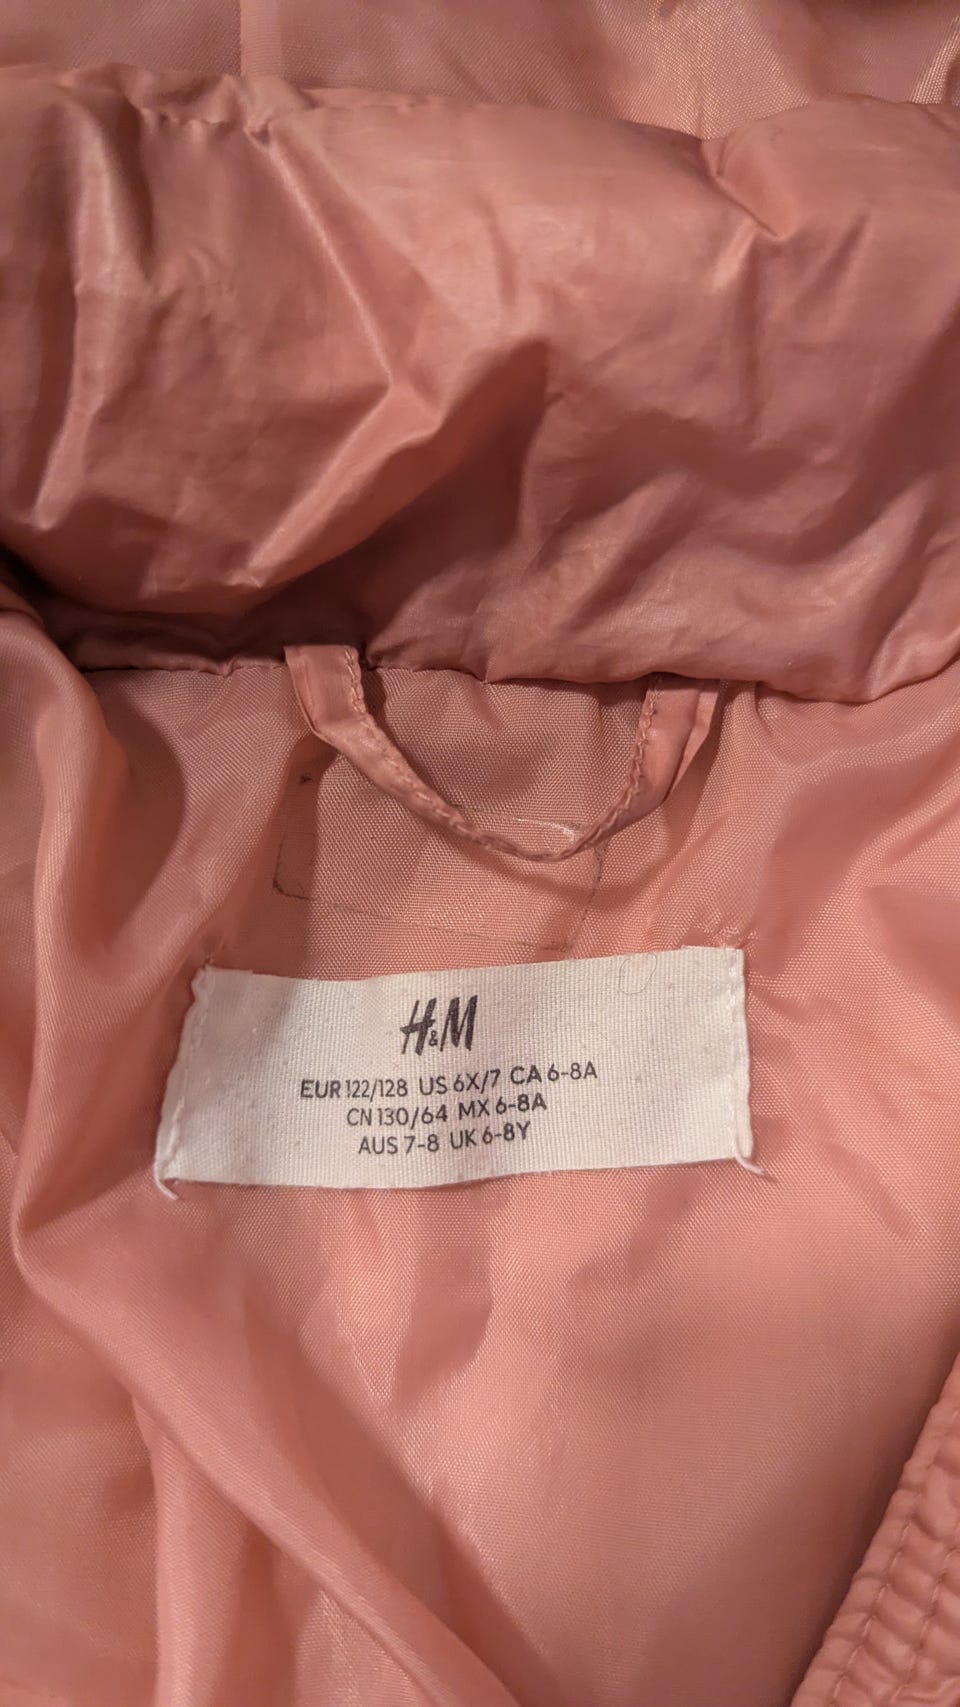 H&M
EUR 122/128 US 6X/7 CA 6-8A
CN 130/64 MX 6-8A
AUS 7-8 UK 6-8Y